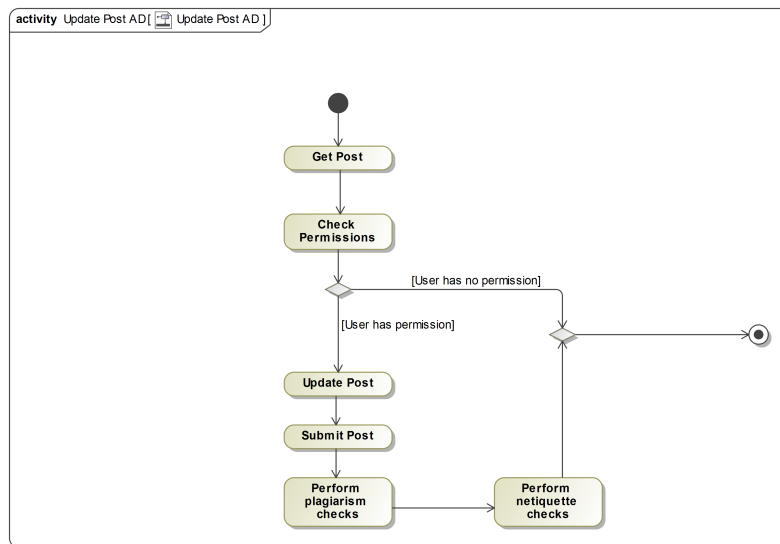 activity Update Post AD[ Update Post AD ]
Get Post
Check
Permissions
[User has no permission]
[User has permission]
Update Post
Submit Post
Perform
plagiarism
checks
Perform
netiquette
checks